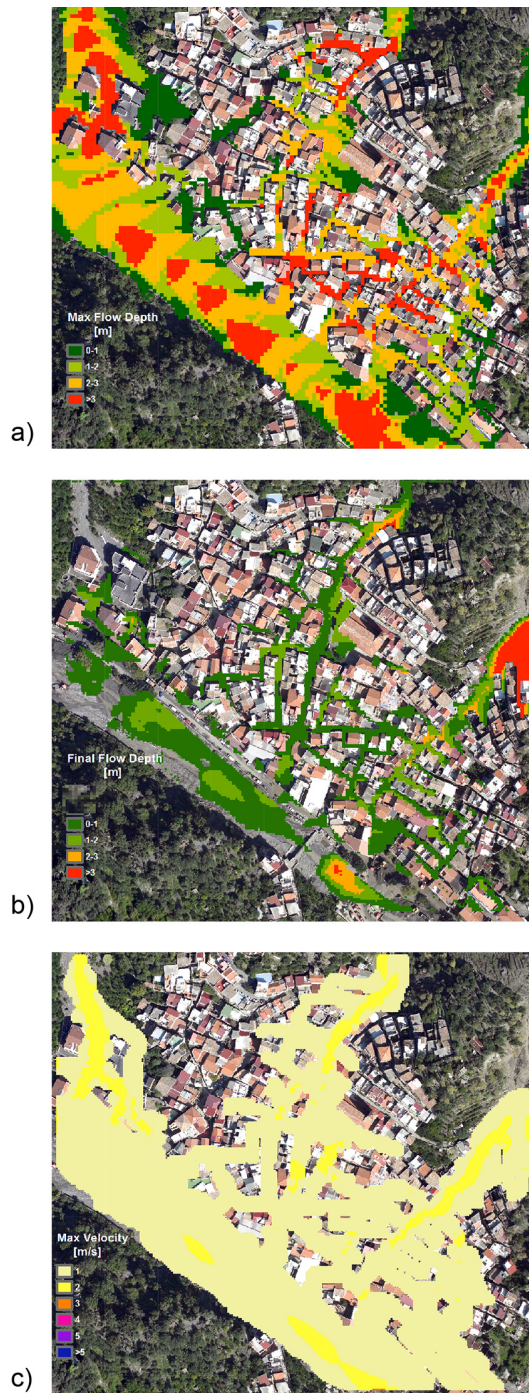 Max Flow Depth
[m]
0-1
1-2
2-3
>3
a)
Final Flow Depth
[m]
0-1
1-2
2-3
>3
b)
Max Velocity
[m/s]
1
2
3
4
5
>5
c)